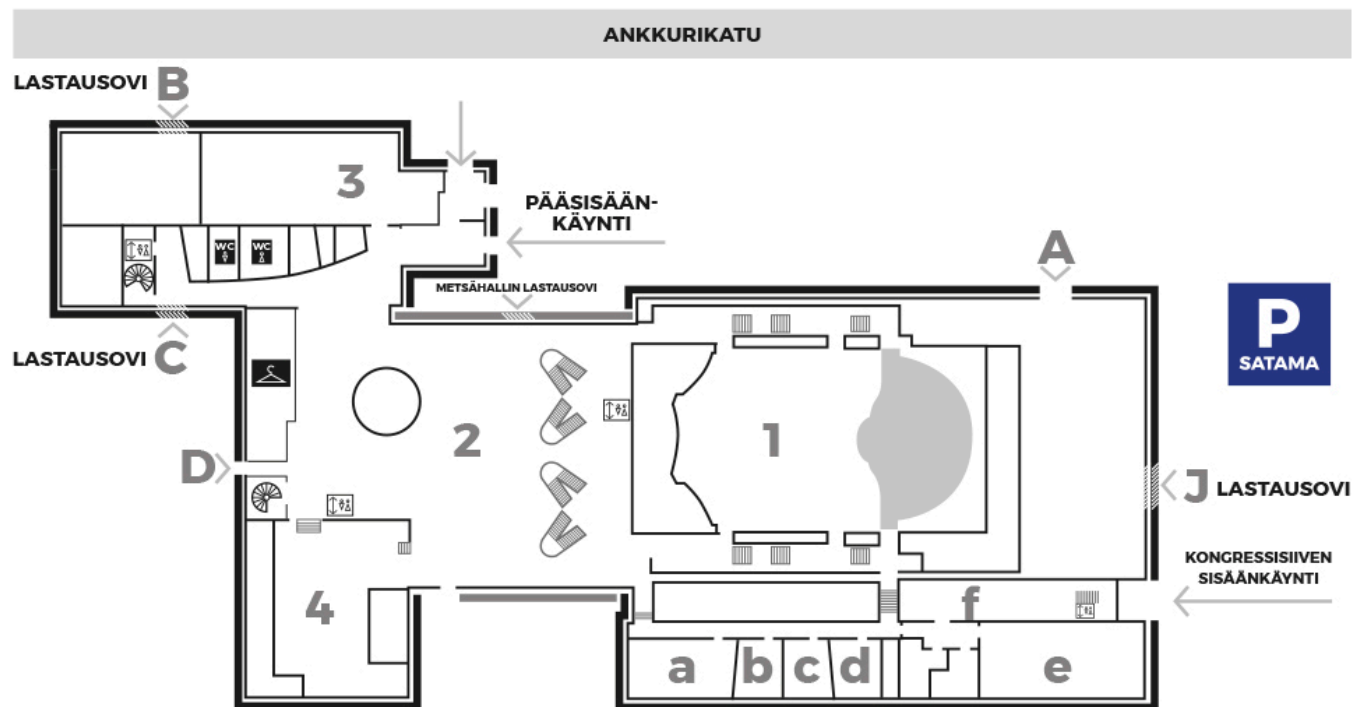 ANKKURIKATU
LASTAUSOVI B
3
WC
WC
PÄÄSISÄÄN-
KÄYNTI
A
METSÄHALLIN LASTAUSOVI
P
SATAMA
LASTAUSOVI C
2
1
D
J LASTAUSOVI
KONGRESSISIIVEN
SISÄÄNKÄYNTI
4
f
a
b
c
d
e